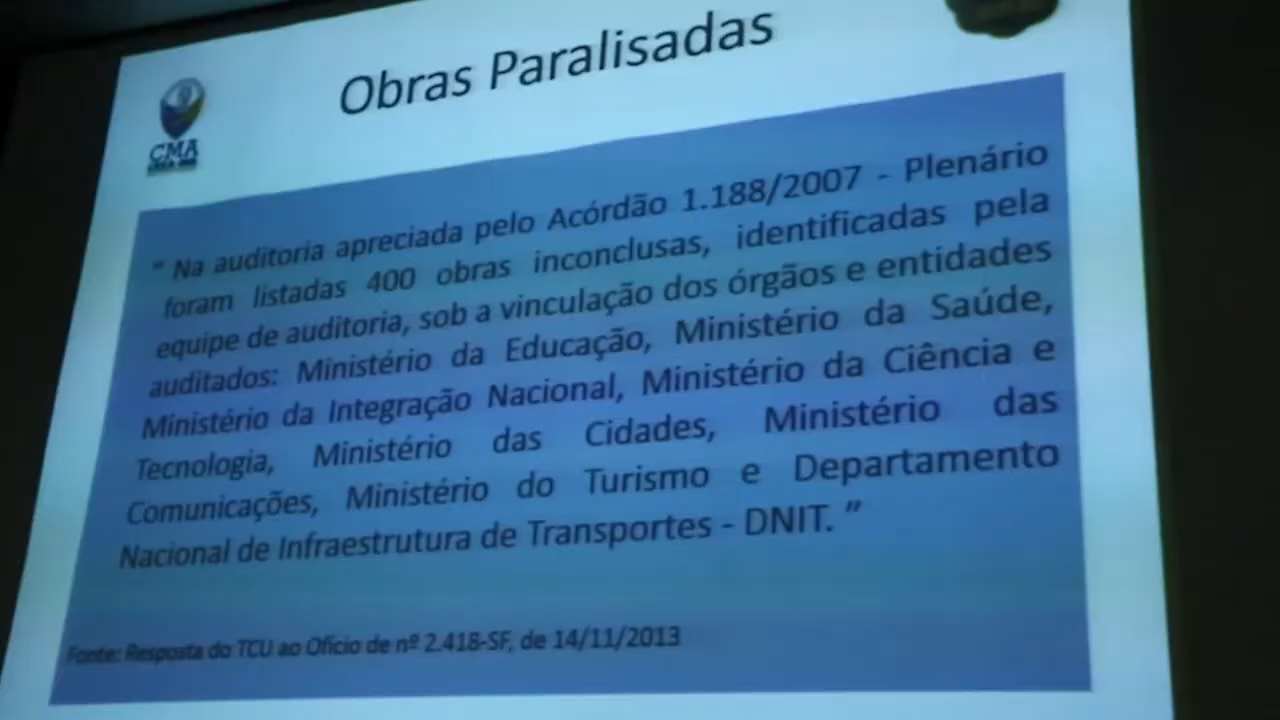 Obras Paralisadas
CMA
" Na auditoria apreciada pelo Acórdão 1.188/2007 - Plenário
foram listadas 400 obras inconclusas, identificadas pela
equipe de auditoria, sob a vinculação dos órgãos e entidades
auditados: Ministério da Educação, Ministério da Saúde,
Ministério da Integração Nacional, Ministério da Ciência e
Tecnologia, Ministério das Cidades, Ministério das
Comunicações, Ministério do Turismo e Departamento
Nacional de Infraestrutura de Transportes - DNIT. "
Fonte: Resposta do TCU ao Ofício de nº 2.418-SF, de 14/11/2013